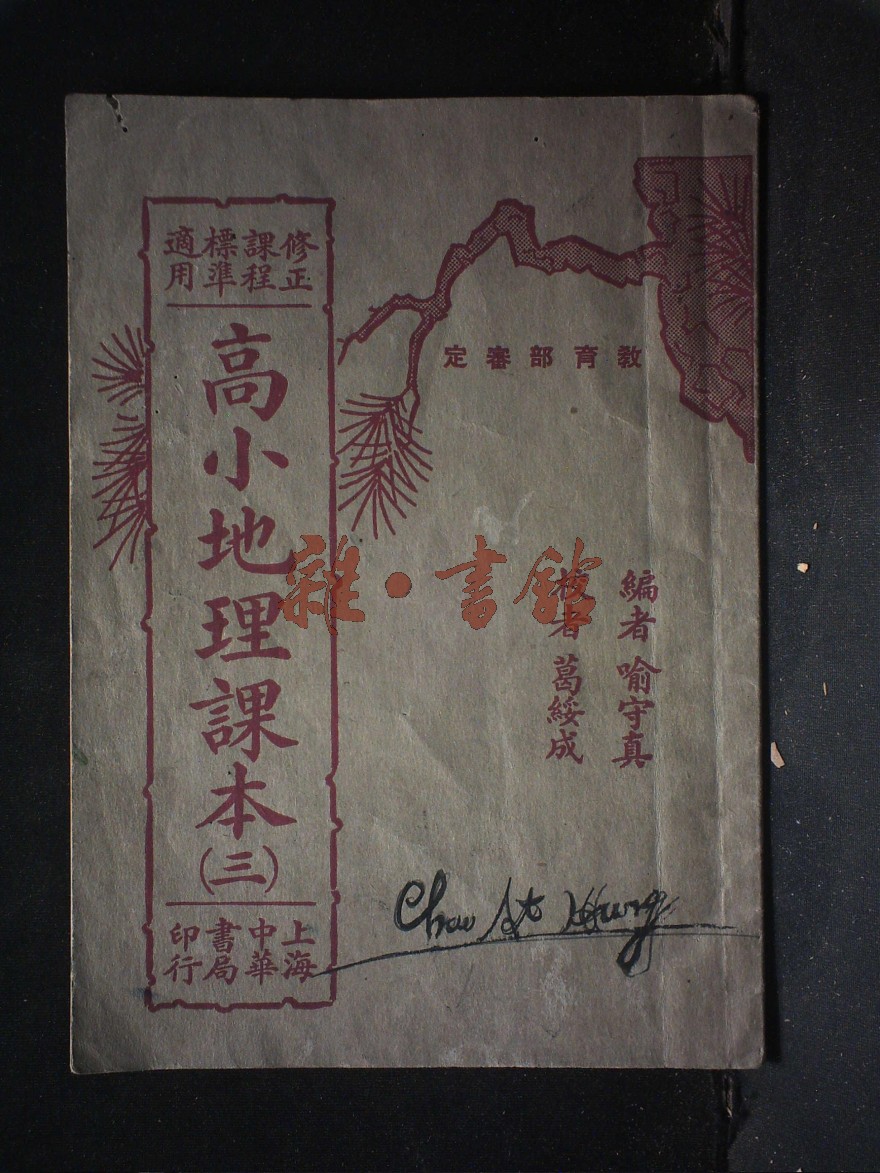 修正課程標準適用
高小地理課本(三)
上海中華書局印行
教育部審定
編者 喻守真
校者 葛綏成
雜·書館